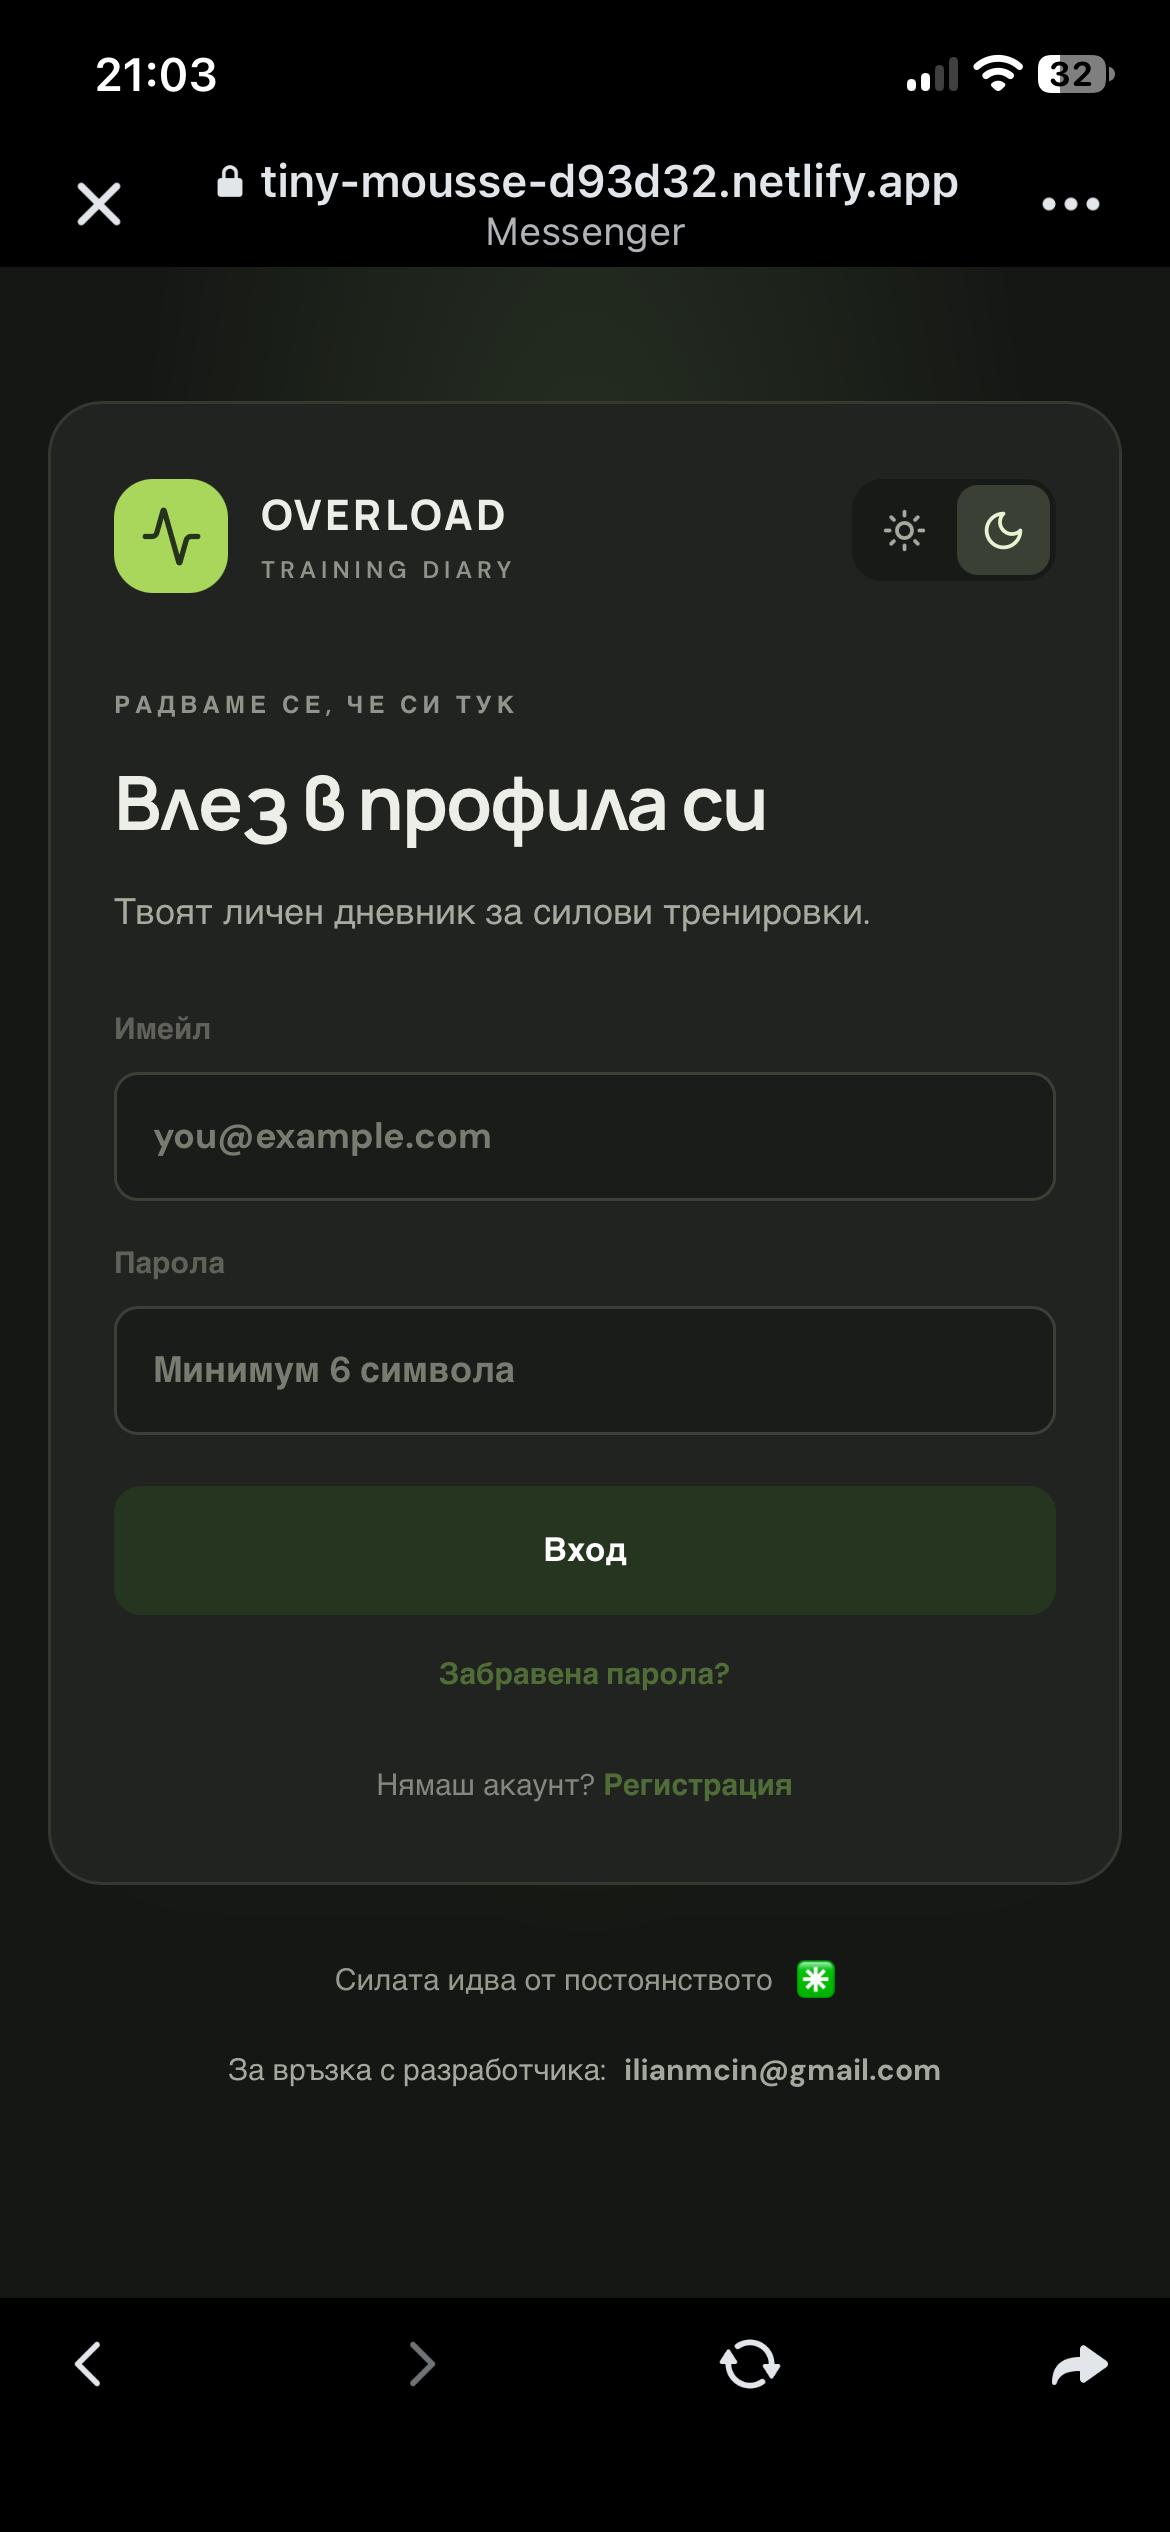 21:03
32
tiny-mousse-d93d32.netlify.app
Messenger
OVERLOAD
TRAINING DIARY
РАДВАМЕ СЕ, ЧЕ СИ ТУК
Влез в профила си
Твоят личен дневник за силови тренировки.
Имейл
you@example.com
Парола
Минимум 6 символа
Вход
Забравена парола?
Нямаш акаунт? Регистрация
Силата идва от постоянството ✳️
За връзка с разработчика: ilianmcin@gmail.com